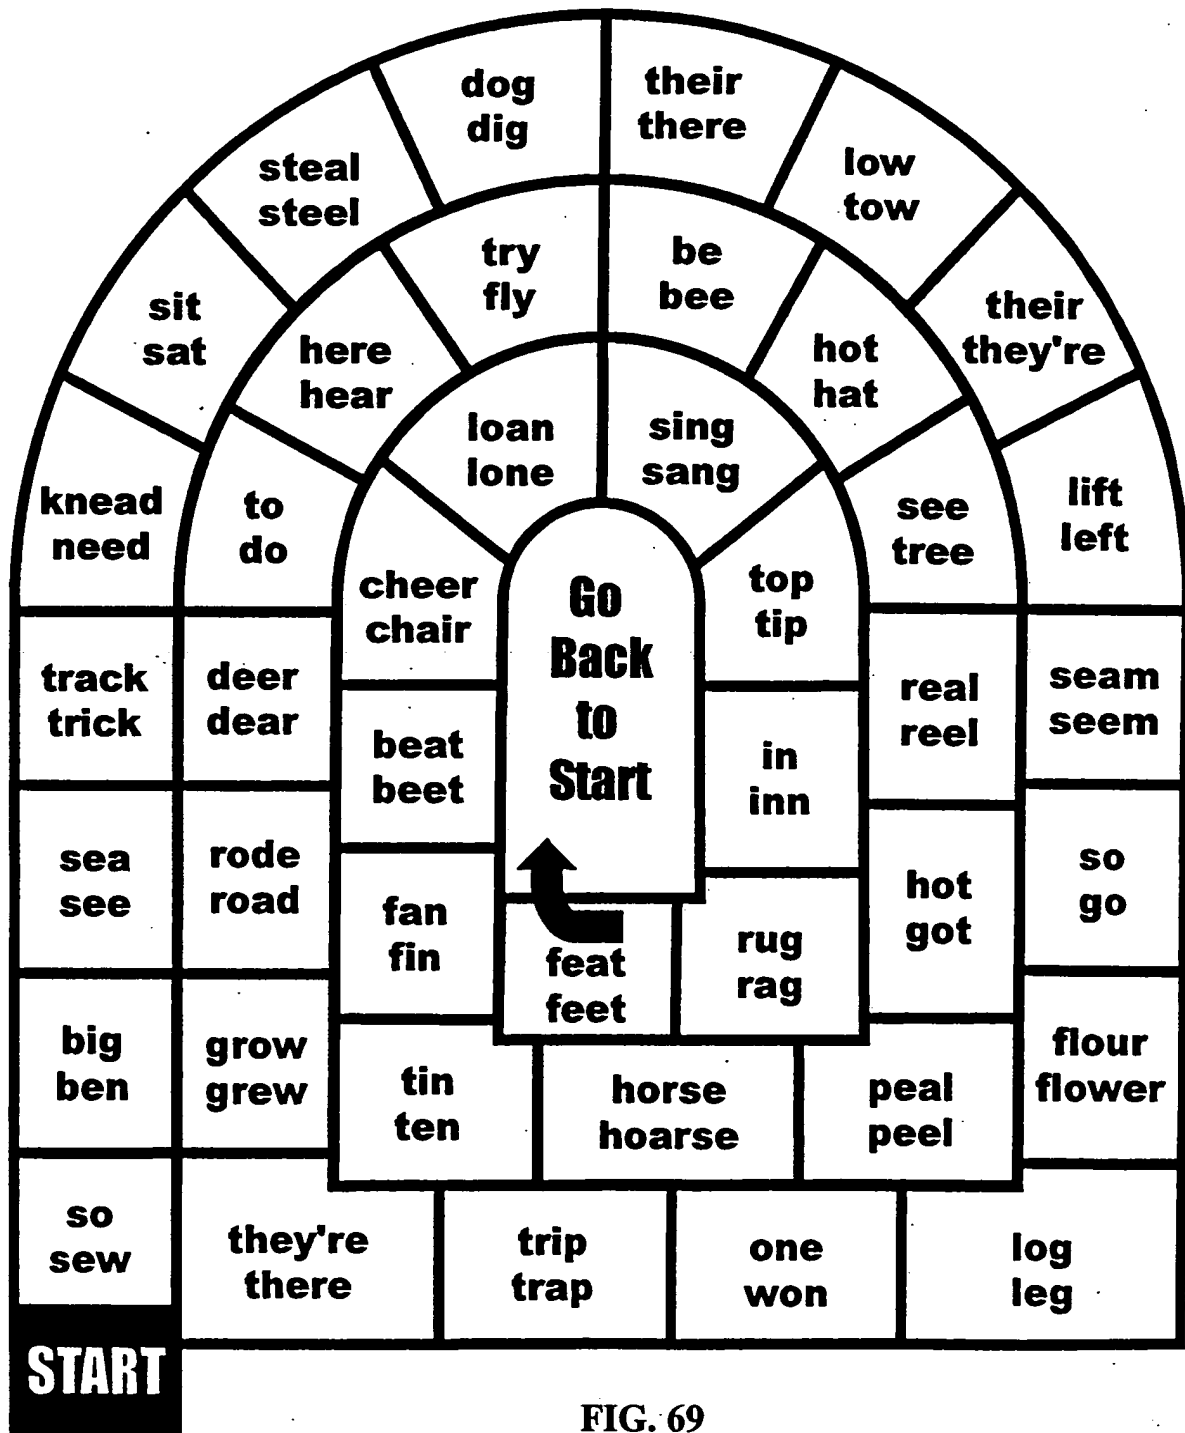 dog
dig
their
there
steal
steel
low
tow
sit
sat
try
fly
be
bee
their
they're
here
hear
hot
hat
knead
need
to
do
loan
lone
sing
sang
see
tree
lift
left
cheer
chair
Go
Back
to
Start
top
tip
track
trick
deer
dear
beat
beet
in
inn
real
reel
seam
seem
sea
see
rode
road
fan
fin
feat
feet
rug
rag
hot
got
so
go
big
ben
grow
grew
tin
ten
horse
hoarse
peal
peel
flour
flower
so
sew
they're
there
trip
trap
one
won
log
leg
START
FIG. 69